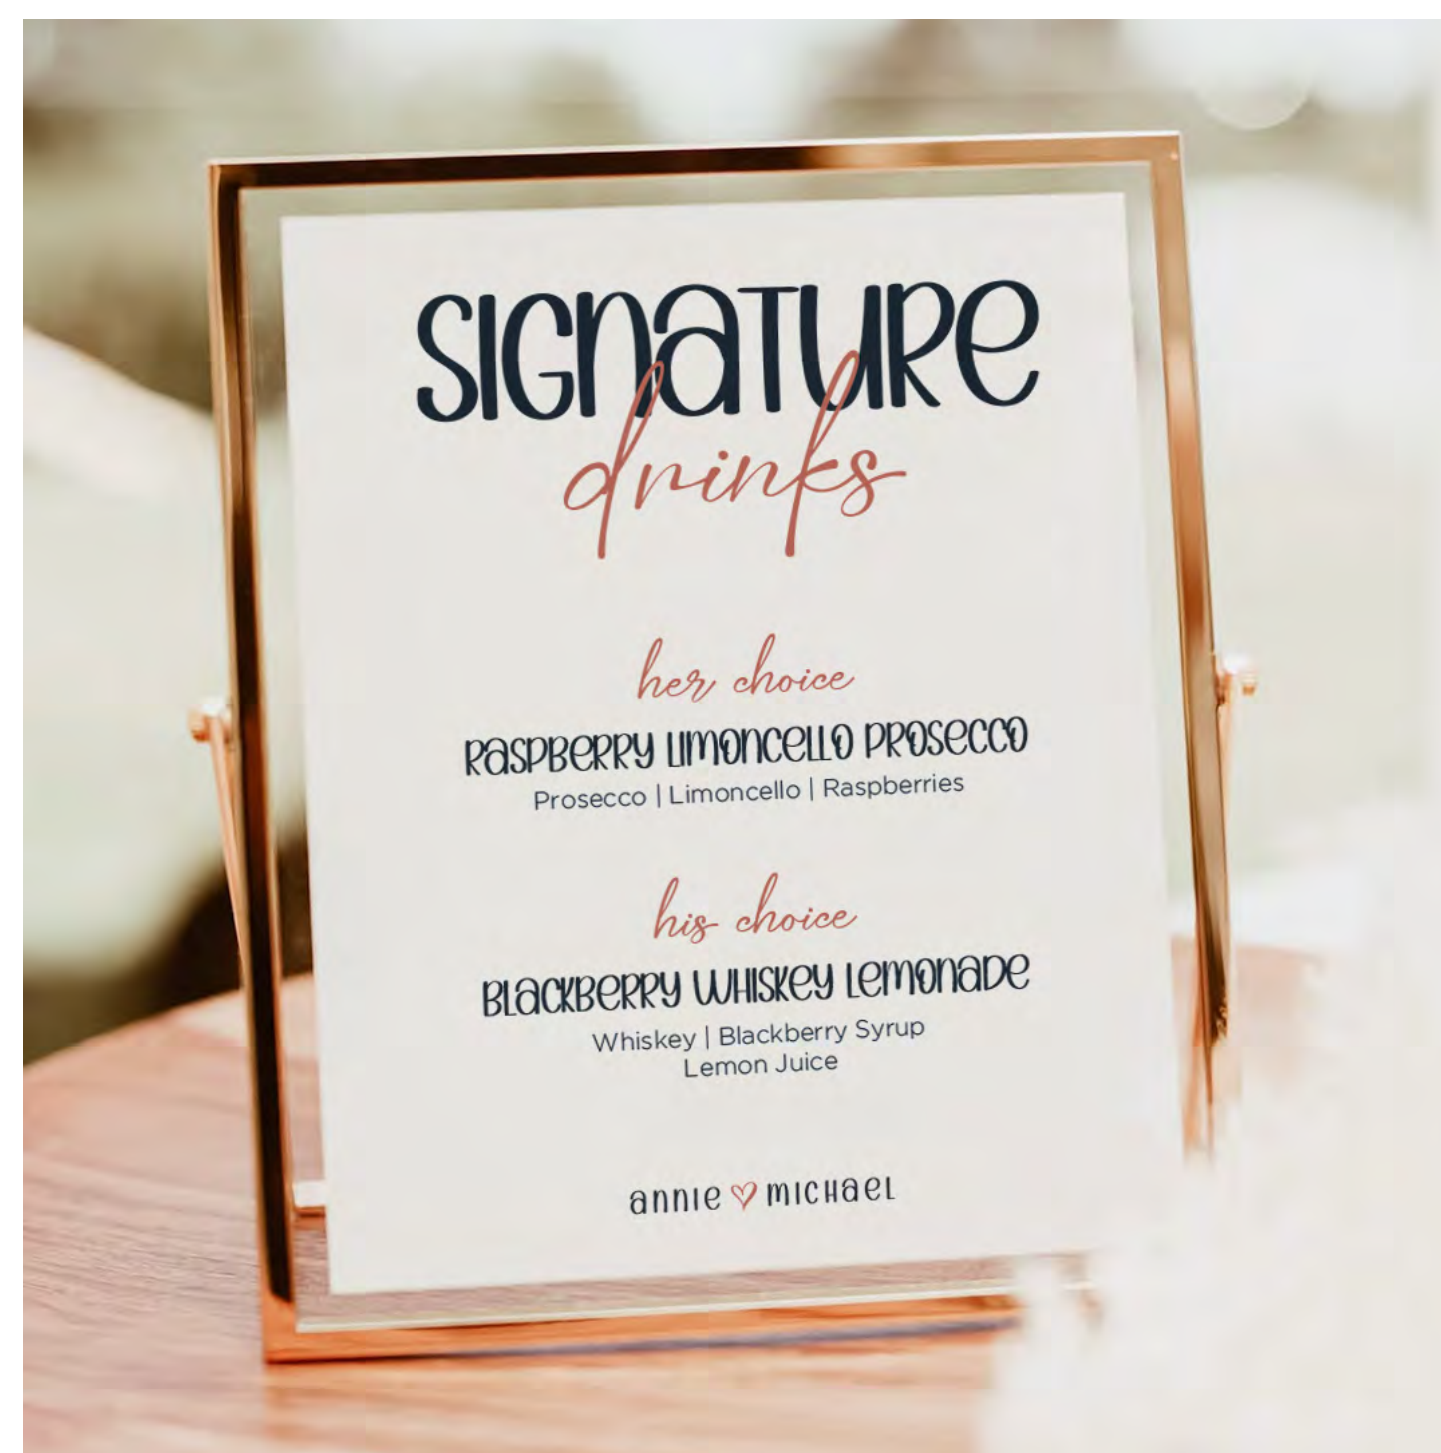 SIGNATURE
drinks
her choice
RASPBERRY LIMONCELLO PROSECCO
Prosecco | Limoncello | Raspberries
his choice
BLACKBERRY WHISKEY LEMONADE
Whiskey | Blackberry Syrup
Lemon Juice
ANNIE ♡ MICHAEL